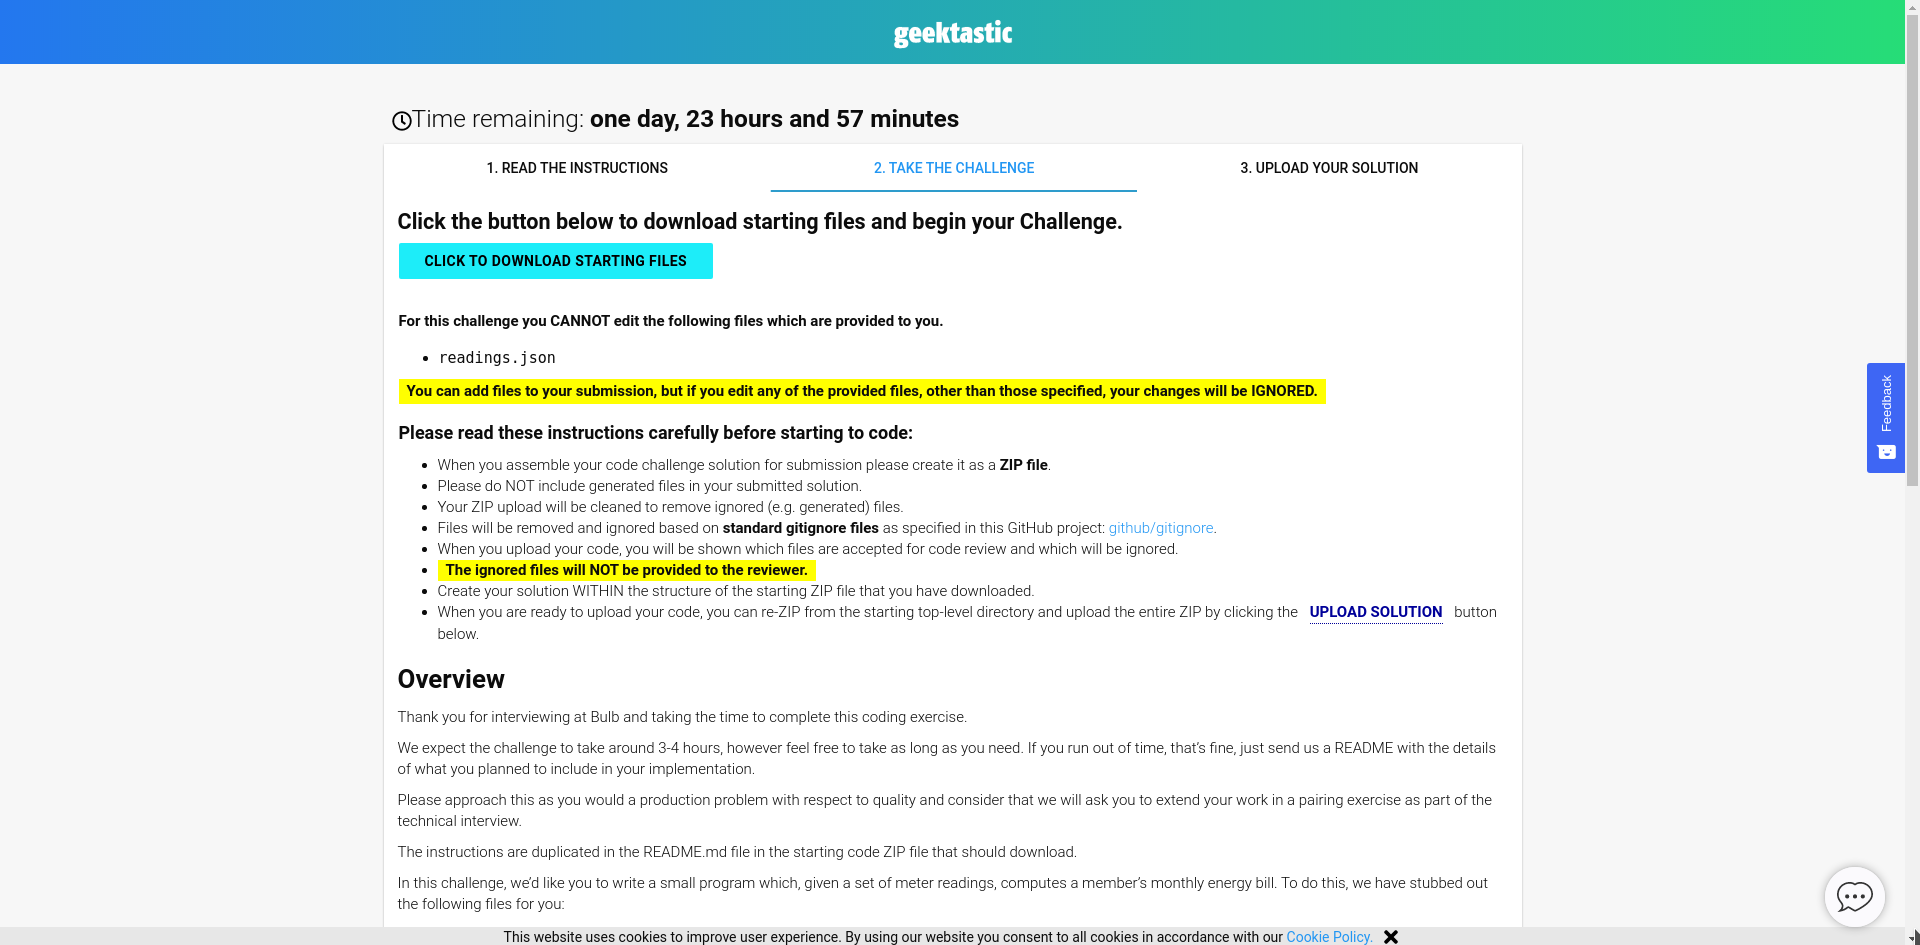 geektastic
Time remaining: one day, 23 hours and 57 minutes
1. READ THE INSTRUCTIONS
2. TAKE THE CHALLENGE
3. UPLOAD YOUR SOLUTION
Click the button below to download starting files and begin your Challenge.
CLICK TO DOWNLOAD STARTING FILES
For this challenge you CANNOT edit the following files which are provided to you.
readings.json
You can add files to your submission, but if you edit any of the provided files, other than those specified, your changes will be IGNORED.
Feedback
Please read these instructions carefully before starting to code:
When you assemble your code challenge solution for submission please create it as a ZIP file.
Please do NOT include generated files in your submitted solution.
Your ZIP upload will be cleaned to remove ignored (e.g. generated) files.
Files will be removed and ignored based on standard gitignore files as specified in this GitHub project: github/gitignore.
When you upload your code, you will be shown which files are accepted for code review and which will be ignored.
The ignored files will NOT be provided to the reviewer.
Create your solution WITHIN the structure of the starting ZIP file that you have downloaded.
When you are ready to upload your code, you can re-ZIP from the starting top-level directory and upload the entire ZIP by clicking the UPLOAD SOLUTION button
below.
Overview
Thank you for interviewing at Bulb and taking the time to complete this coding exercise.
We expect the challenge to take around 3-4 hours, however feel free to take as long as you need. If you run out of time, that's fine, just send us a README with the details
of what you planned to include in your implementation.
Please approach this as you would a production problem with respect to quality and consider that we will ask you to extend your work in a pairing exercise as part of the
technical interview.
The instructions are duplicated in the README.md file in the starting code ZIP file that should download.
In this challenge, we'd like you to write a small program which, given a set of meter readings, computes a member's monthly energy bill. To do this, we have stubbed out
the following files for you:
This website uses cookies to improve user experience. By using our website you consent to all cookies in accordance with our Cookie Policy.